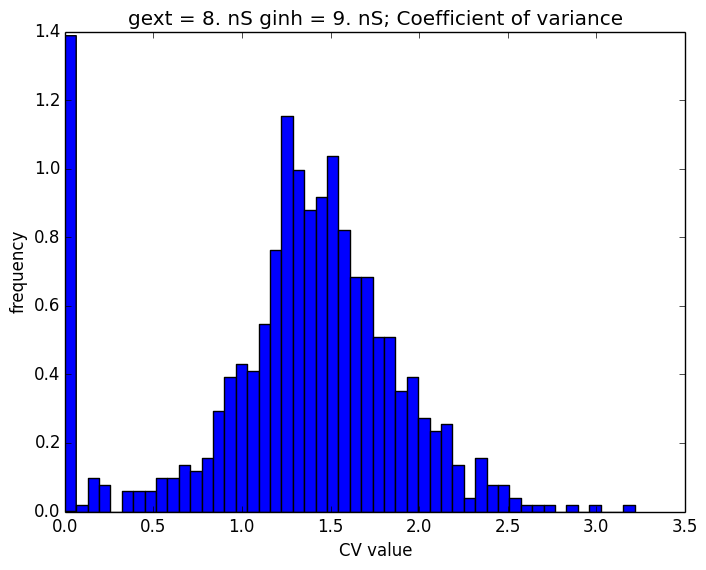 gext = 8. nS ginh = 9. nS; Coefficient of variance
1.4
1.2
1.0
0.8
0.6
0.4
0.2
0.0
frequency
0.0 0.5 1.0 1.5 2.0 2.5 3.0 3.5
CV value